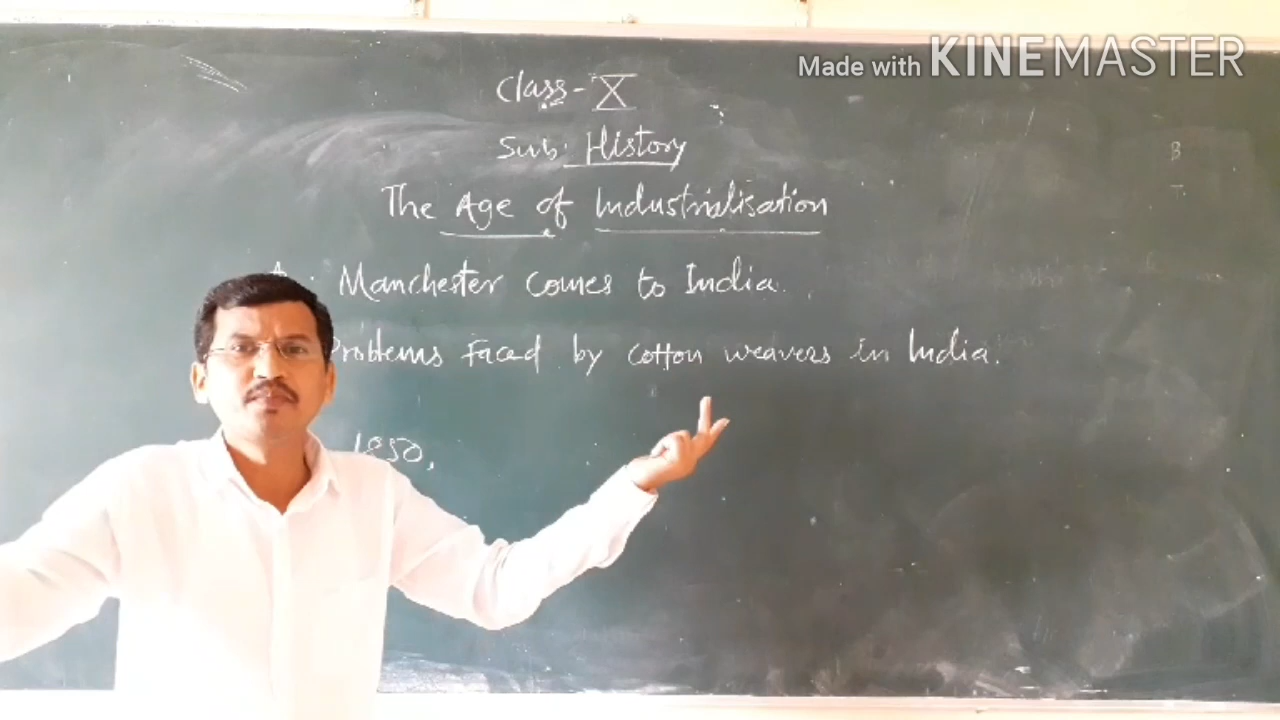 Made with KINEMASTER
Class - X
Sub: History
The Age of Industrialisation
Manchester Comes to India.
Problems Faced by Cotton weavers in India.
1850,
B